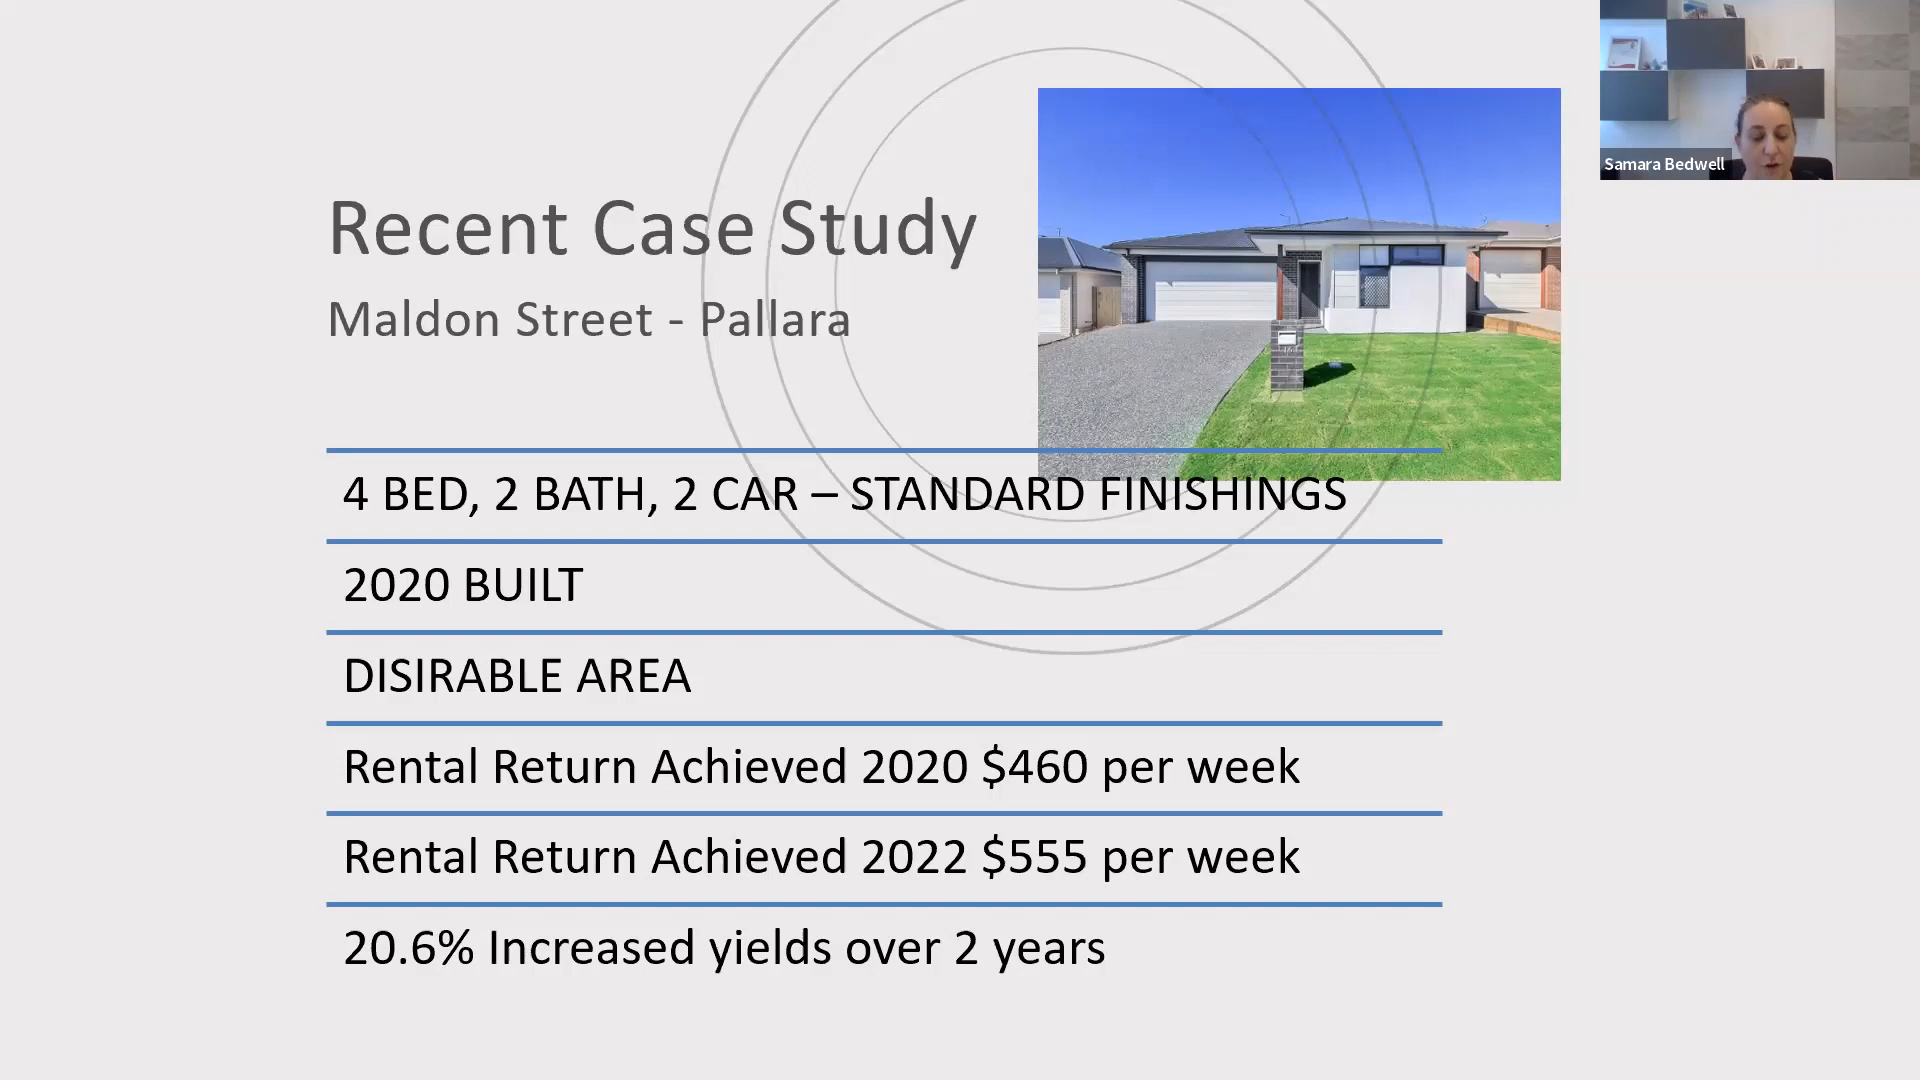 Samara Bedwell
Recent Case Study
Maldon Street - Pallara
4 BED, 2 BATH, 2 CAR – STANDARD FINISHINGS
2020 BUILT
DISIRABLE AREA
Rental Return Achieved 2020 $460 per week
Rental Return Achieved 2022 $555 per week
20.6% Increased yields over 2 years